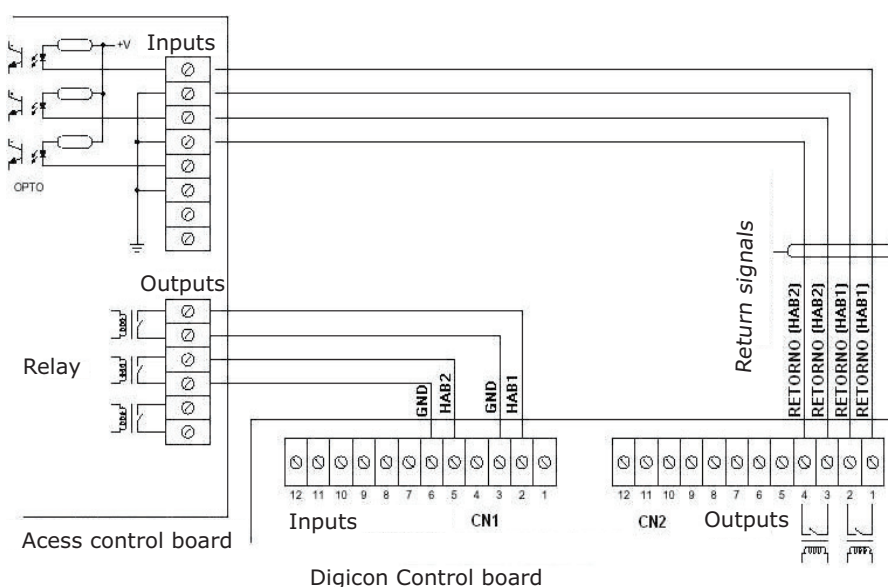 +V
Inputs
OPTO
Outputs
Relay
Return signals
RETORNO (HAB2)
RETORNO (HAB2)
RETORNO (HAB1)
RETORNO (HAB1)
GND
HAB2
GND
HAB1
12 11 10 9 8 7 6 5 4 3 2 1
12 11 10 9 8 7 6 5 4 3 2 1
Inputs
CN1
CN2
Outputs
Acess control board
Digicon Control board